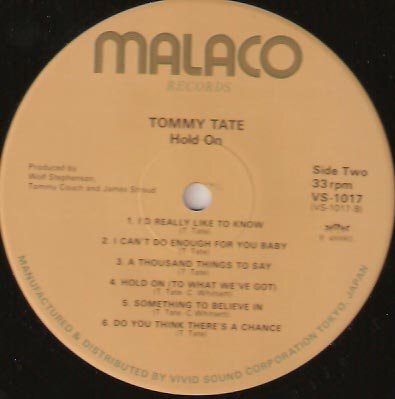 MALACO
RECORDS
TOMMY TATE
Hold On
Produced by
Wolf Stephenson,
Tommy Couch and James Stroud
Side Two
33 rpm
VS-1017
(VS-1017-B)
1. I'D REALLY LIKE TO KNOW
(T. Tate)
2. I CAN'T DO ENOUGH FOR YOU BABY
(T. Tate)
3. A THOUSAND THINGS TO SAY
(T. Tate)
4. HOLD ON (TO WHAT WE'VE GOT)
(T. Tate-C. Whitsett)
5. SOMETHING TO BELIEVE IN
(T. Tate-C. Whitsett)
6. DO YOU THINK THERE'S A CHANCE
(T. Tate)
MANUFACTURED & DISTRIBUTED BY VIVID SOUND CORPORATION TOKYO, JAPAN